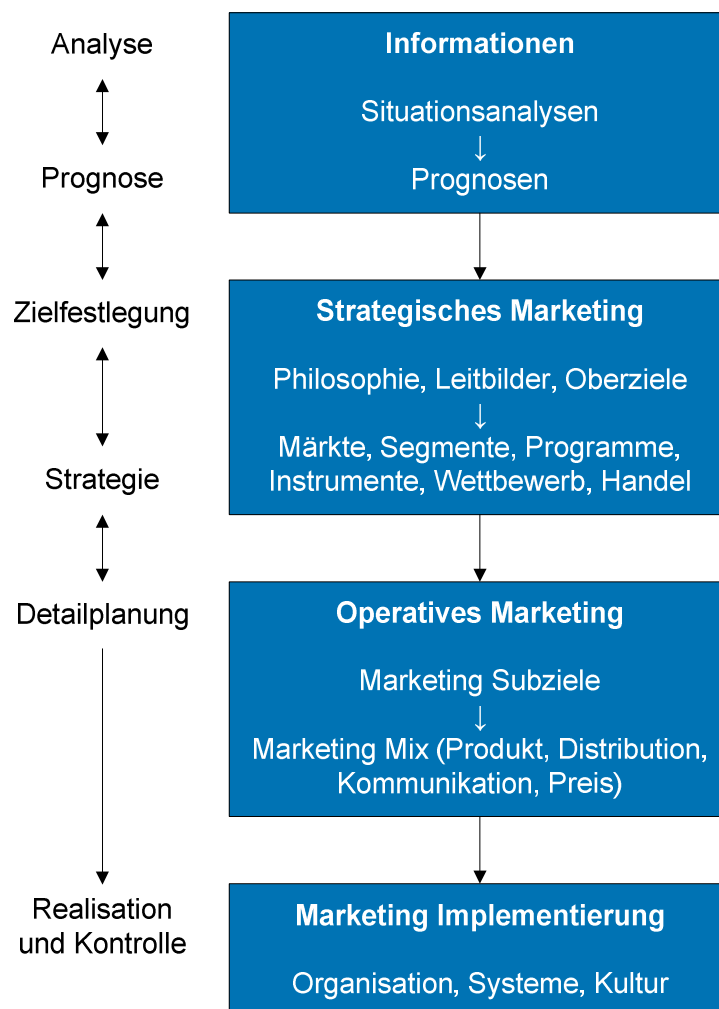 Analyse
Informationen
Situationsanalysen
↓
Prognose
Prognosen
Zielfestlegung
Strategisches Marketing
Philosophie, Leitbilder, Oberziele
↓
Märkte, Segmente, Programme,
Strategie
Instrumente, Wettbewerb, Handel
Detailplanung
Operatives Marketing
Marketing Subziele
↓
Marketing Mix (Produkt, Distribution,
Kommunikation, Preis)
Realisation
und Kontrolle
Marketing Implementierung
Organisation, Systeme, Kultur